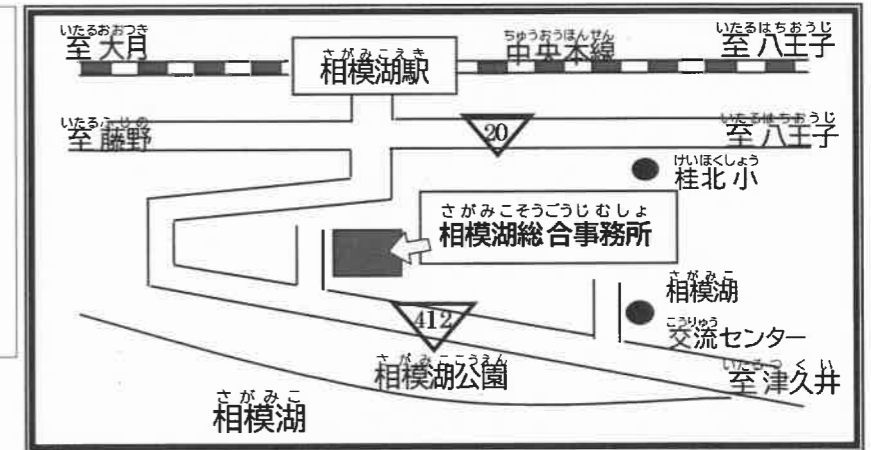 いたるおおつき
至 大月
さがみこえき
相模湖駅
ちゅうおうほんせん
中央本線
いたるはちおうじ
至 八王子
いたるふじの
至 藤野
20
いたるはちおうじ
至 八王子
けいほくしょう
桂北小
さがみこそうごうじむしょ
相模湖総合事務所
さがみこ
相模湖
こうりゅう
交流センター
412
さがみここうえん
相模湖公園
いたるつくい
至 津久井
さがみこ
相模湖